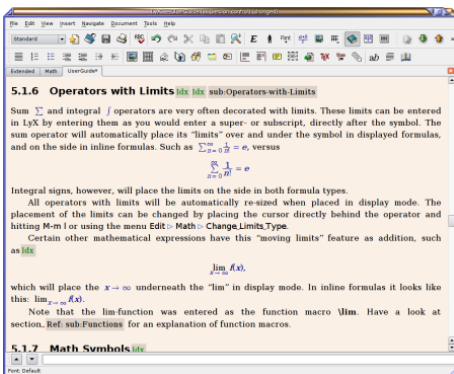 File Edit View Insert Navigate Document Tools Help
Standard
Extended Math UserGuide*
5.1.6 Operators with Limits Idx Idx sub:Operators-with-Limits
Sum ∑ and integral ∫ operators are very often decorated with limits. These limits can be entered
in LyX by entering them as you would enter a super- or subscript, directly after the symbol. The
sum operator will automatically place its “limits” over and under the symbol in displayed formulas,
and on the side in inline formulas. Such as ∑_{n=0}^{∞} 1/n! = e, versus
∑_{n=0}^{∞} 1/n! = e
Integral signs, however, will place the limits on the side in both formula types.
All operators with limits will be automatically re-sized when placed in display mode. The
placement of the limits can be changed by placing the cursor directly behind the operator and
hitting M-m l or using the menu Edit ▷ Math ▷ Change_Limits_Type.
Certain other mathematical expressions have this “moving limits” feature as addition, such
as Idx
lim_{x→∞} f(x),
which will place the x → ∞ underneath the “lim” in display mode. In inline formulas it looks like
this: lim_{x→∞} f(x).
Note that the lim-function was entered as the function macro \lim. Have a look at
section_ Ref: sub:Functions for an explanation of function macros.
5.1.7 Math Symbols Idx
Font: Default